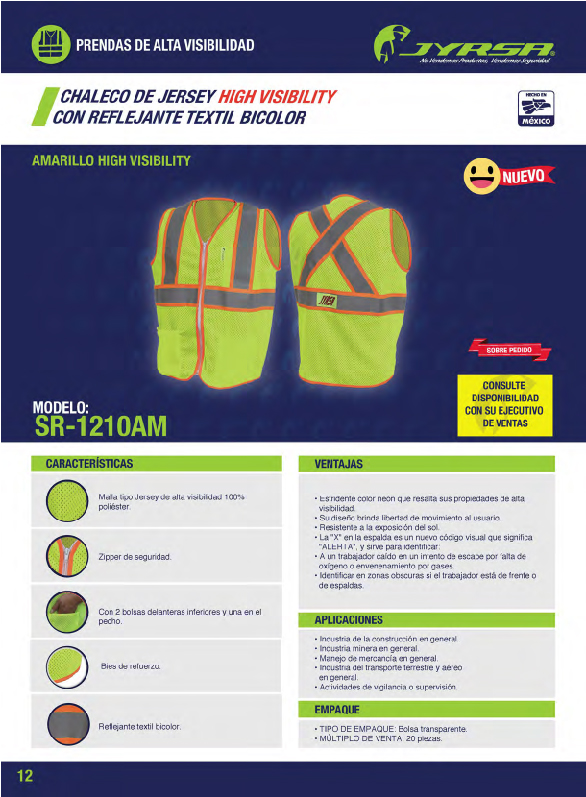 PRENDAS DE ALTA VISIBILIDAD
JYRSA®
No Vendemos Productos, Vendemos Seguridad
CHALECO DE JERSEY HIGH VISIBILITY
CON REFLEJANTE TEXTIL BICOLOR
HECHO EN
MÉXICO
AMARILLO HIGH VISIBILITY
NUEVO
SOBRE PEDIDO
CONSULTE
DISPONIBILIDAD
CON SU EJECUTIVO
DE VENTAS
MODELO:
SR-1210AM
CARACTERÍSTICAS
Malla tipo Jersey de alta visibilidad 100%
poliéster.
Zipper de seguridad.
Con 2 bolsas delanteras inferiores y una en el
pecho.
Bies de refuerzo.
Reflejante textil bicolor.
VENTAJAS
• Estridente color neón que resalta sus propiedades de alta
visibilidad.
• Su diseño brinda libertad de movimiento al usuario.
• Resistente a la exposición del sol.
• La "X" en la espalda es un nuevo código visual que significa
"ALERTA", y sirve para identificar:
• A un trabajador caído en un intento de escape por falta de
oxígeno o envenenamiento por gases.
• Identificar en zonas obscuras si el trabajador está de frente o
de espaldas.
APLICACIONES
• Industria de la construcción en general.
• Industria minera en general.
• Manejo de mercancía en general.
• Industria del transporte terrestre y aéreo
en general.
• Actividades de vigilancia o supervisión.
EMPAQUE
• TIPO DE EMPAQUE: Bolsa transparente.
• MÚLTIPLO DE VENTA: 20 piezas.
12